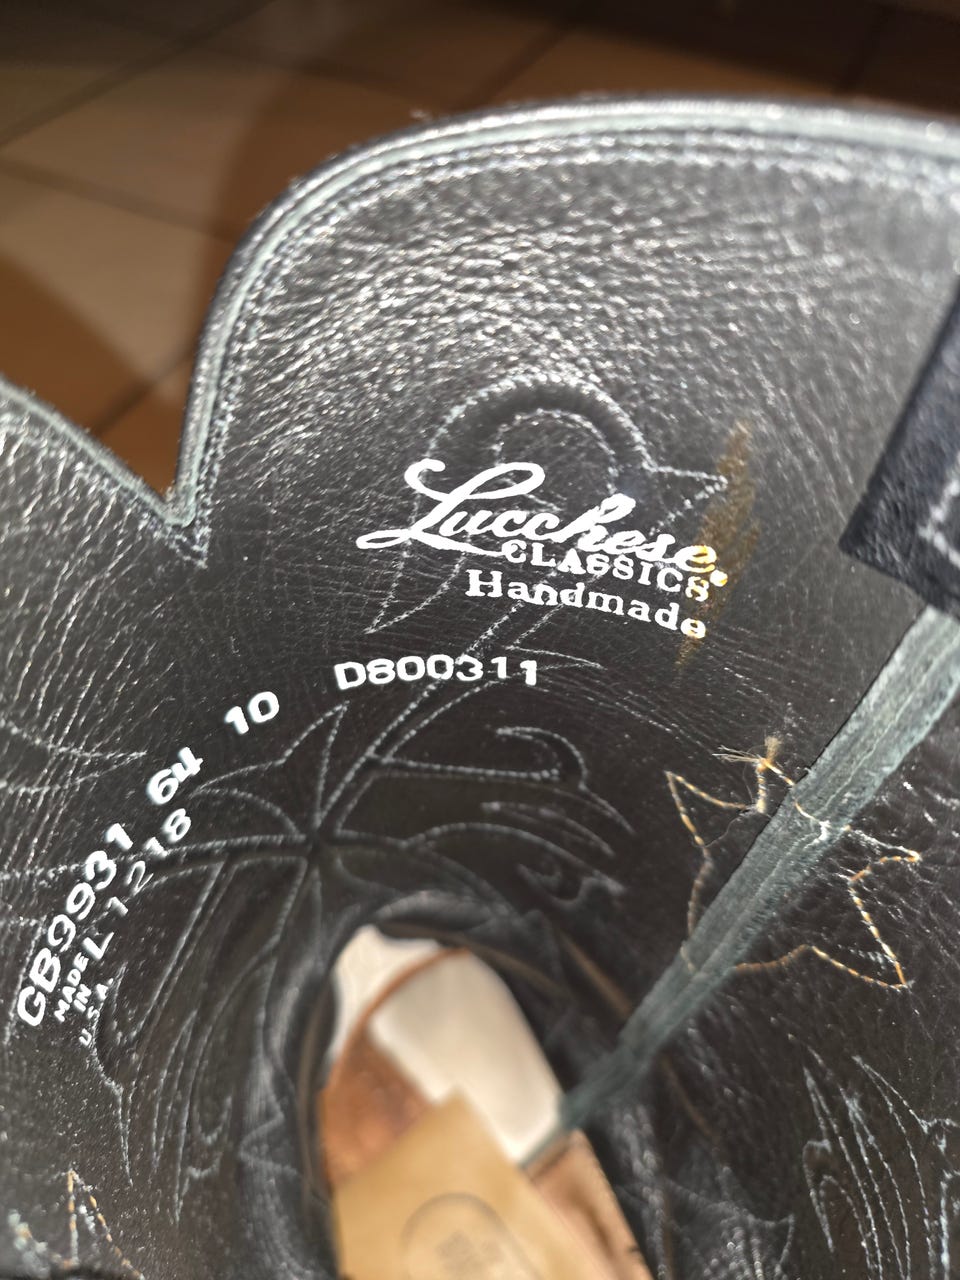 Lucchese.
CLASSICS
Handmade
GB9931 64 10 D800311
MADE IN U.S.A. L 1218